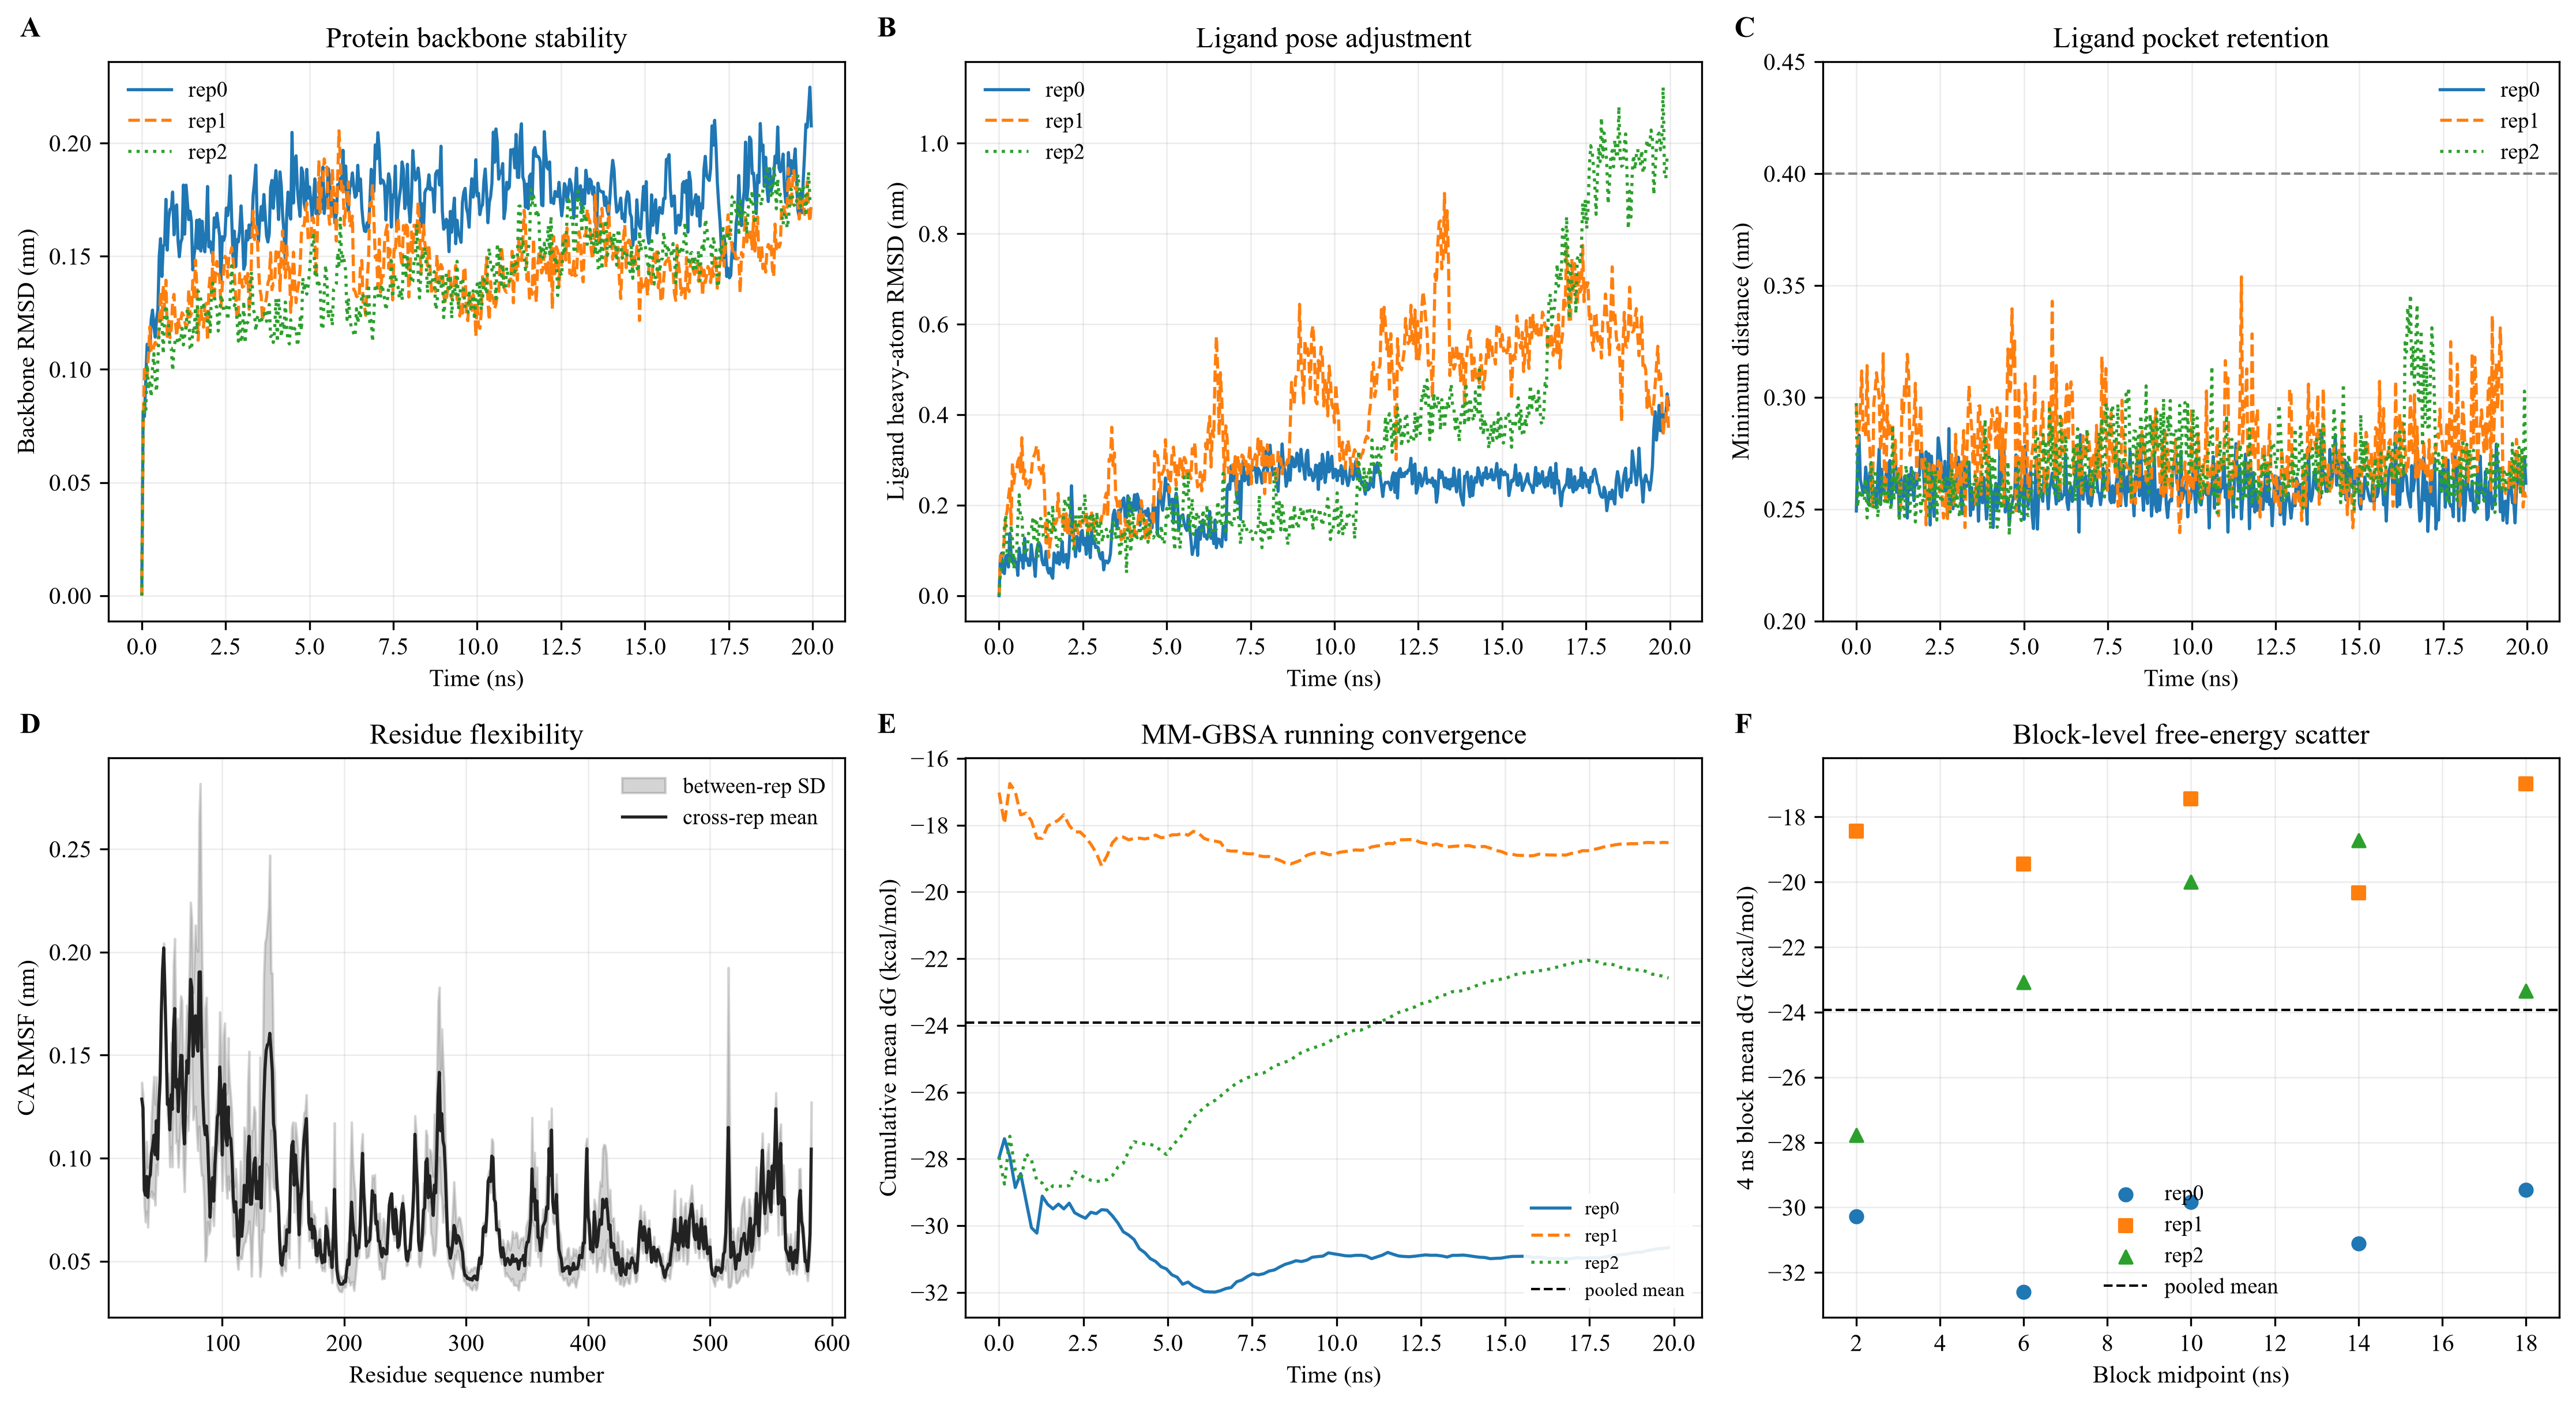 A
Protein backbone stability
rep0
rep1
rep2
0.20
0.15
0.10
0.05
0.00
Backbone RMSD (nm)
0.0 2.5 5.0 7.5 10.0 12.5 15.0 17.5 20.0
Time (ns)
B
Ligand pose adjustment
rep0
rep1
rep2
1.0
0.8
0.6
0.4
0.2
0.0
Ligand heavy-atom RMSD (nm)
0.0 2.5 5.0 7.5 10.0 12.5 15.0 17.5 20.0
Time (ns)
C
Ligand pocket retention
rep0
rep1
rep2
0.45
0.40
0.35
0.30
0.25
0.20
Minimum distance (nm)
0.0 2.5 5.0 7.5 10.0 12.5 15.0 17.5 20.0
Time (ns)
D
Residue flexibility
between-rep SD
cross-rep mean
0.25
0.20
0.15
0.10
0.05
CA RMSF (nm)
100 200 300 400 500 600
Residue sequence number
E
MM-GBSA running convergence
−16
−18
−20
−22
−24
−26
−28
−30
−32
Cumulative mean dG (kcal/mol)
rep0
rep1
rep2
pooled mean
0.0 2.5 5.0 7.5 10.0 12.5 15.0 17.5 20.0
Time (ns)
F
Block-level free-energy scatter
−18
−20
−22
−24
−26
−28
−30
−32
4 ns block mean dG (kcal/mol)
rep0
rep1
rep2
pooled mean
2 4 6 8 10 12 14 16 18
Block midpoint (ns)